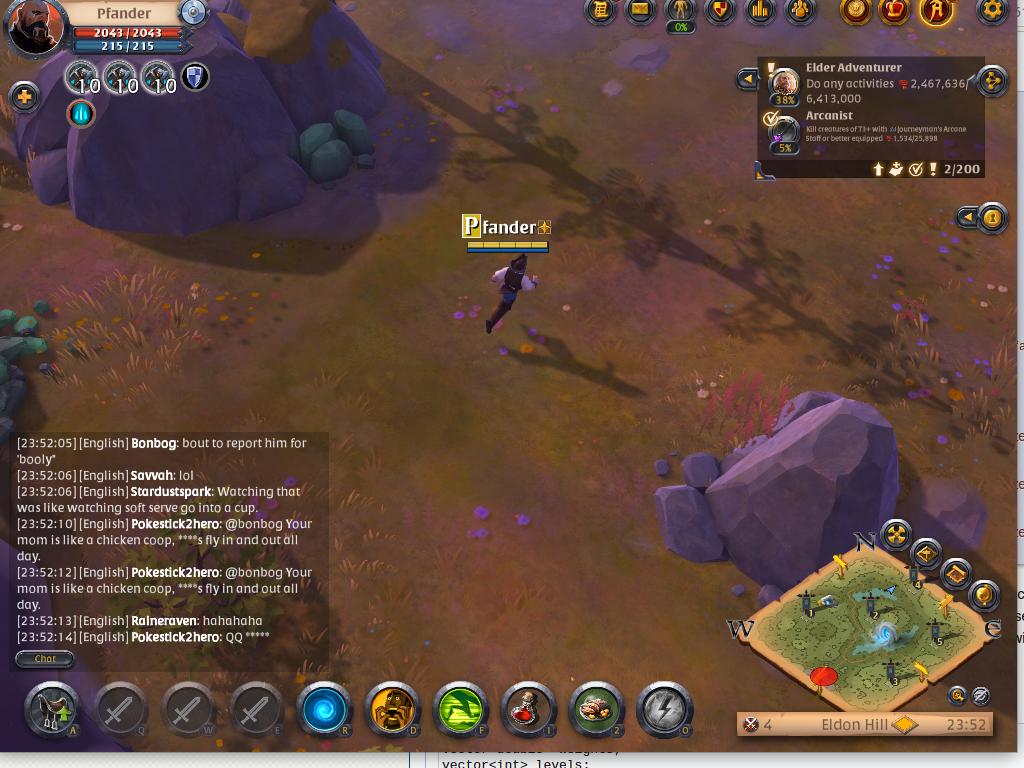 Pfander
2043 / 2043
215 / 215
10 10 10
0%
Elder Adventurer
Do any activities 2,467,636/
6,413,000
38%
Arcanist
Kill creatures of T3+ with Journeyman's Arcane
Staff or better equipped 1,534/25,898
5%
2/200
1
Pfander
[23:52:05] [English] Bonbog: bout to report him for
'booly"
[23:52:06] [English] Savvah: lol
[23:52:06] [English] Stardustspark: Watching that
was like watching soft serve go into a cup.
[23:52:10] [English] Pokestick2hero: @bonbog Your
mom is like a chicken coop, ****s fly in and out all
day.
[23:52:12] [English] Pokestick2hero: @bonbog Your
mom is like a chicken coop, ****s fly in and out all
day.
[23:52:13] [English] Raineraven: hahahaha
[23:52:14] [English] Pokestick2hero: QQ *****
Chat
N
W
E
1
2
3
4
5
A Q W E R D F 1 2 O
4 Eldon Hill 23:52
vector<int> levels;